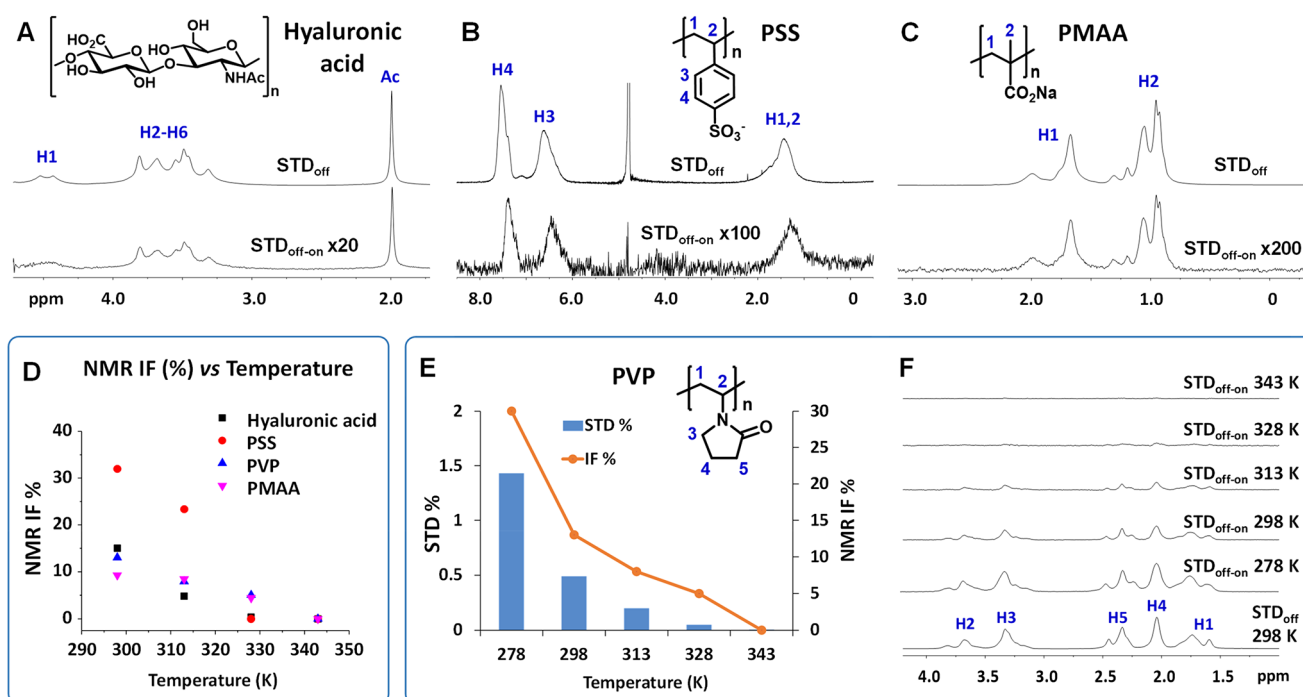 A
Hyaluronic
acid
HO₂C
OH
O
O
HO
O
HO
O
O
HO
OH
NHAc
n
Ac
H1
H2-H6
STDoff
STDoff-on x20
ppm
4.0
3.0
2.0
B
PSS
1
2
n
3
4
SO₃⁻
H4
H3
H1,2
STDoff
STDoff-on x100
8.0
6.0
4.0
2.0
0
C
PMAA
1
2
n
CO₂Na
H1
H2
STDoff
STDoff-on x200
3.0
2.0
1.0
0
D
NMR IF (%) vs Temperature
Hyaluronic acid
PSS
PVP
PMAA
NMR IF %
40
30
20
10
0
290
300
310
320
330
340
350
Temperature (K)
E
PVP
1
2
n
N
O
3
4
5
STD %
IF %
STD %
2
1.5
1
0.5
0
NMR IF %
30
25
20
15
10
5
0
278
298
313
328
343
Temperature (K)
F
STDoff-on 343 K
STDoff-on 328 K
STDoff-on 313 K
STDoff-on 298 K
STDoff-on 278 K
STDoff
298 K
H2
H3
H5
H4
H1
4.0
3.5
3.0
2.5
2.0
1.5
ppm